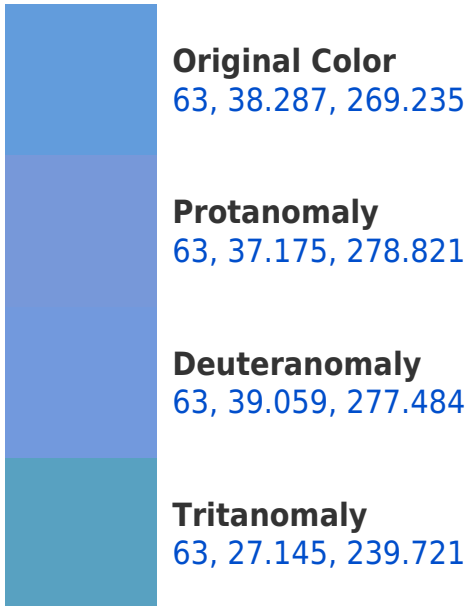 Original Color
63, 38.287, 269.235
Protanomaly
63, 37.175, 278.821
Deuteranomaly
63, 39.059, 277.484
Tritanomaly
63, 27.145, 239.721